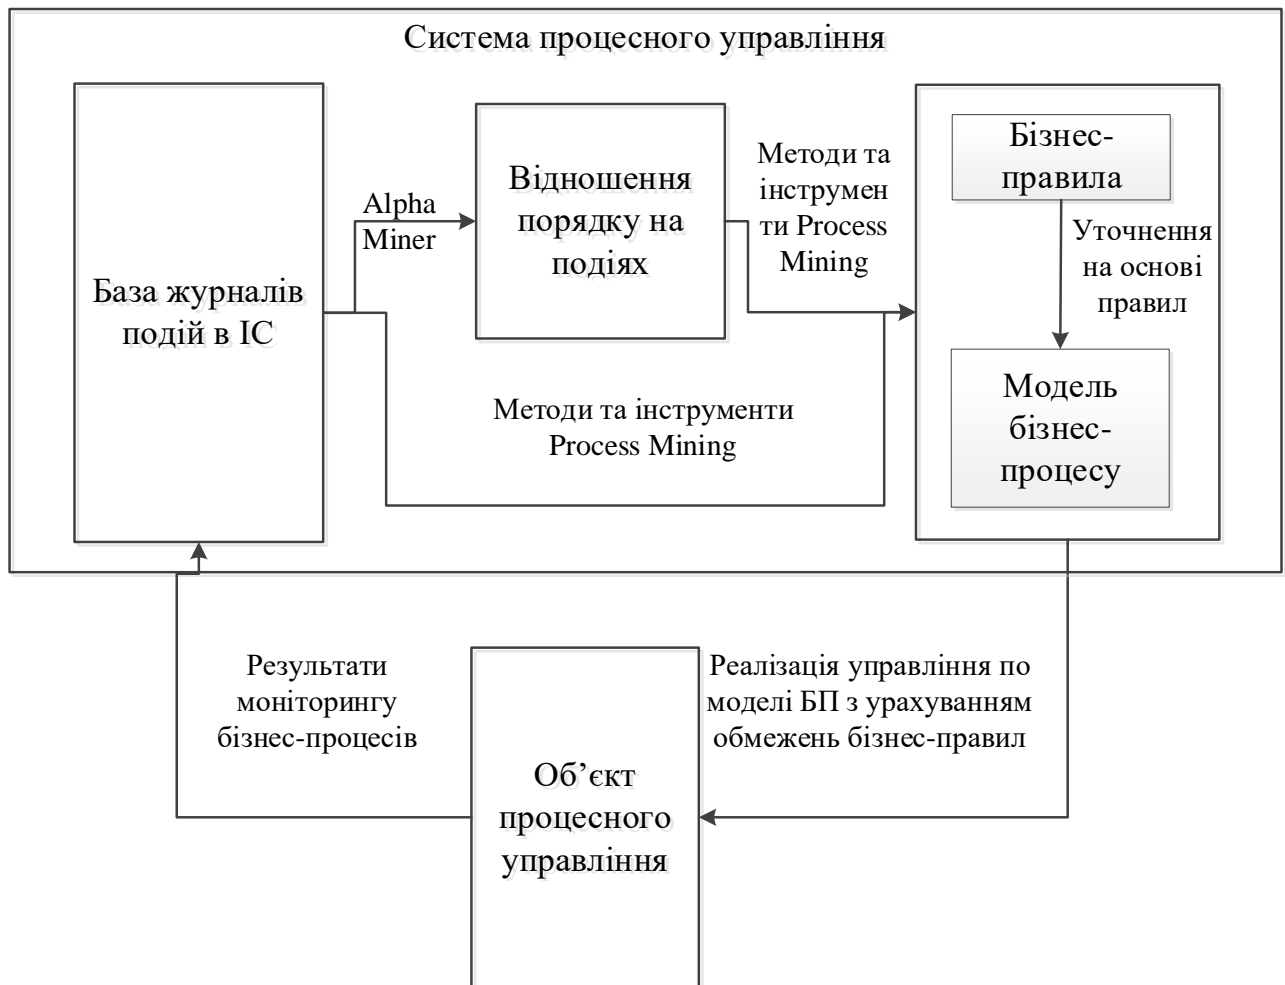 Система процесного управління
База журналів
подій в ІС
Alpha
Miner
Відношення
порядку на
подіях
Методи та
інструмен
ти Process
Mining
Бізнес-
правила
Уточнення
на основі
правил
Модель
бізнес-
процесу
Методи та інструменти
Process Mining
Результати
моніторингу
бізнес-процесів
Об’єкт
процесного
управління
Реалізація управління по
моделі БП з урахуванням
обмежень бізнес-правил